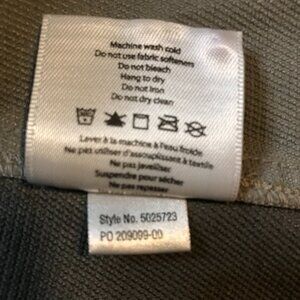 Machine wash cold
Do not use fabric softeners
Do not bleach
Hang to dry
Do not Iron
Do not dry clean
Laver à la machine à l'eau froide
Ne pas utiliser d'assouplissant à textile
Ne pas javelliser
Suspendre pour sécher
Ne pas repasser
Style No. 5025723
PO 209099-00